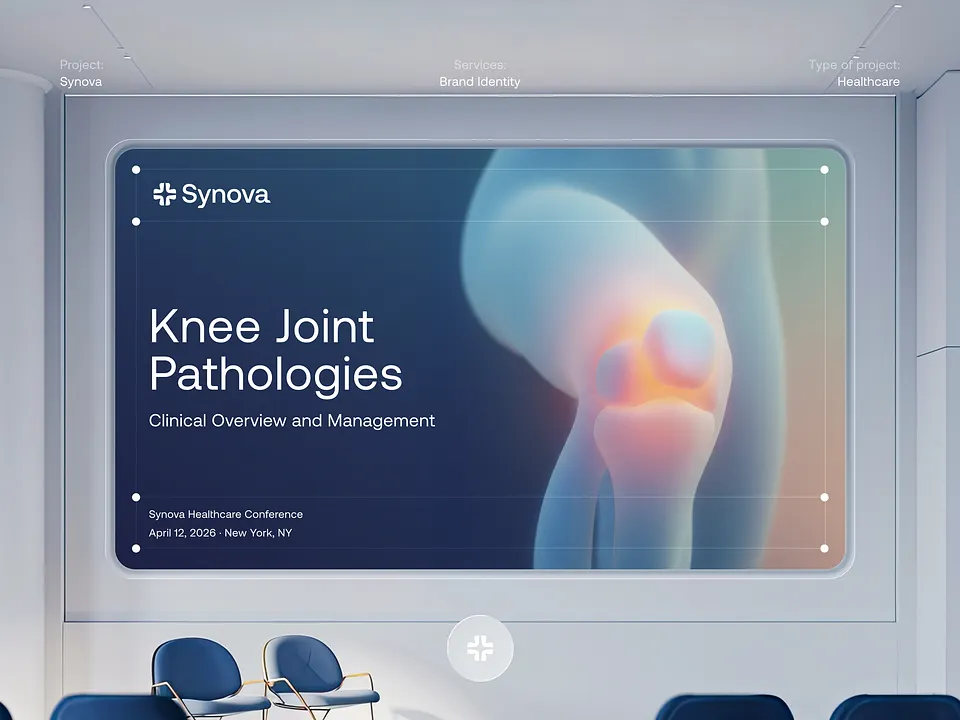 Project:
Synova
Services:
Brand Identity
Type of project:
Healthcare
Synova
Knee Joint
Pathologies
Clinical Overview and Management
Synova Healthcare Conference
April 12, 2026 · New York, NY